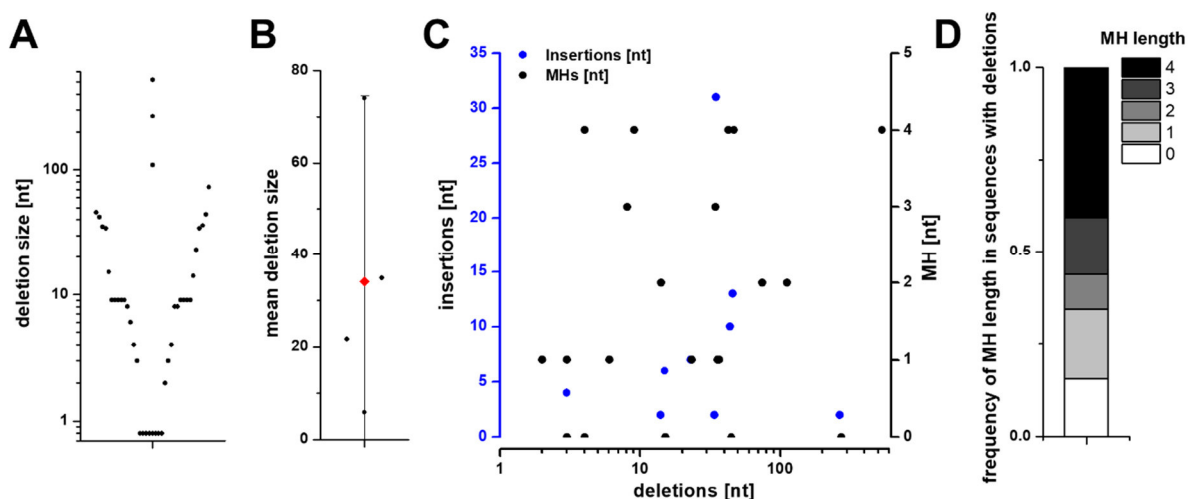 A
deletion size [nt]
100
10
1
B
mean deletion size
80
60
40
20
0
C
Insertions [nt]
MHs [nt]
insertions [nt]
35
30
25
20
15
10
5
0
MH [nt]
5
4
3
2
1
0
1
10
100
deletions [nt]
D
frequency of MH length in sequences with deletions
1.0
0.5
0.0
MH length
4
3
2
1
0